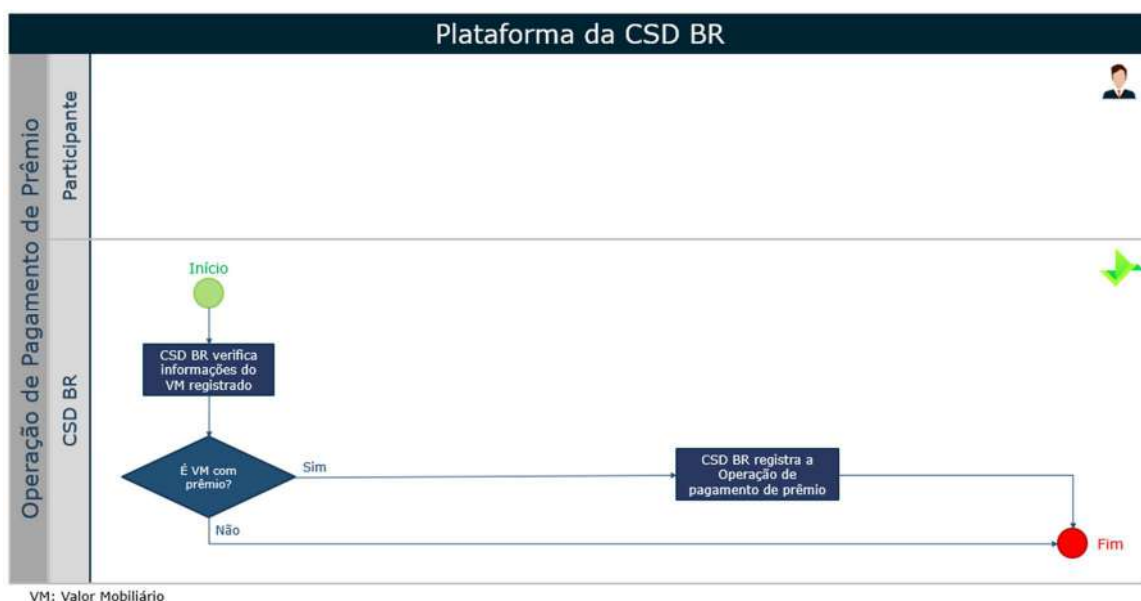 Plataforma da CSD BR
Operação de Pagamento de Prêmio
Participante
CSD BR
Início
CSD BR verifica
informações do
VM registrado
É VM com
prêmio?
Sim
CSD BR registra a
Operação de
pagamento de prêmio
Não
Fim
VM: Valor Mobiliário